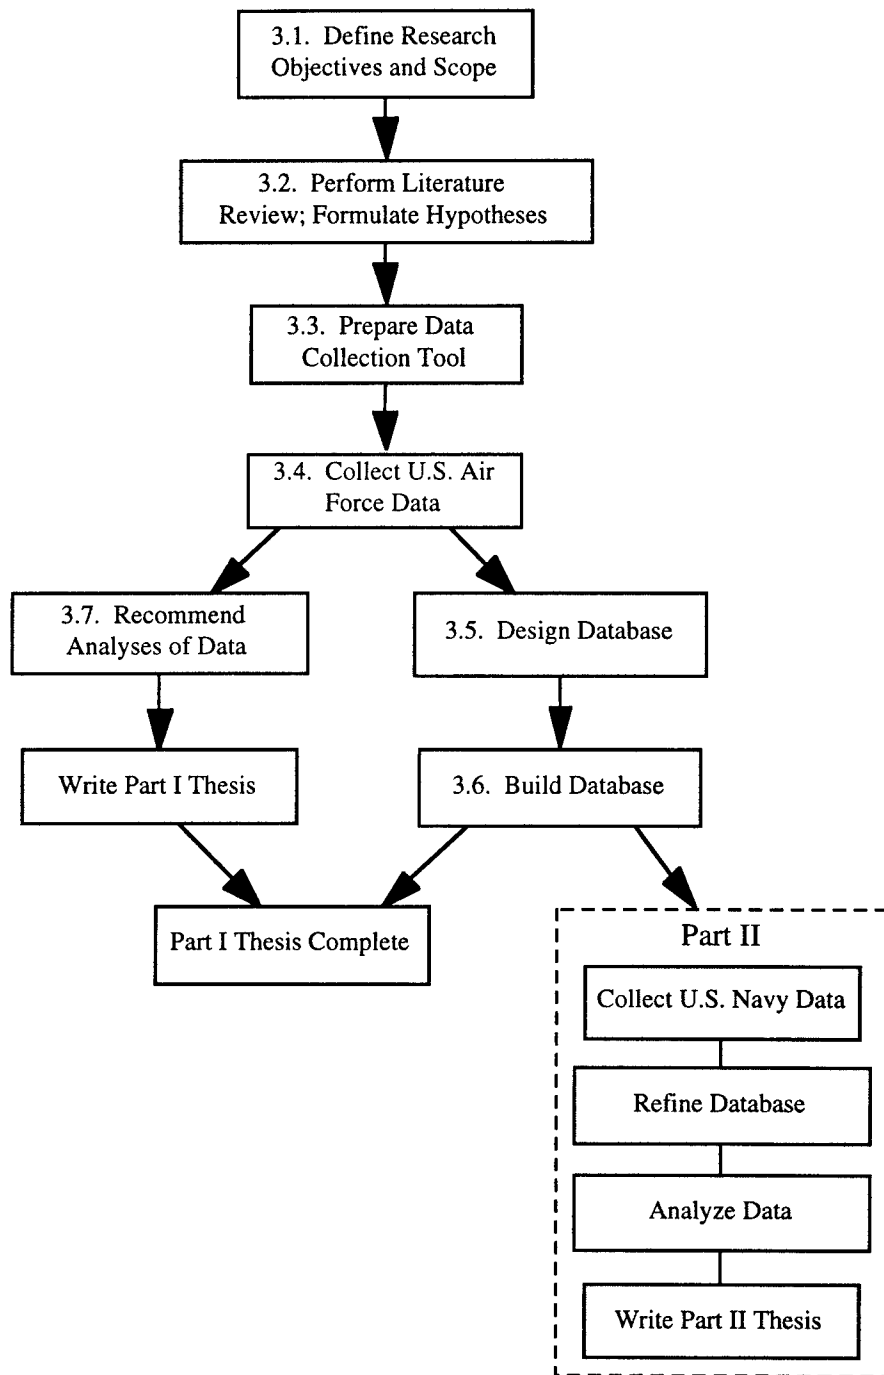 3.1. Define Research
Objectives and Scope
3.2. Perform Literature
Review; Formulate Hypotheses
3.3. Prepare Data
Collection Tool
3.4. Collect U.S. Air
Force Data
3.7. Recommend
Analyses of Data
3.5. Design Database
Write Part I Thesis
3.6. Build Database
Part I Thesis Complete
Part II
Collect U.S. Navy Data
Refine Database
Analyze Data
Write Part II Thesis